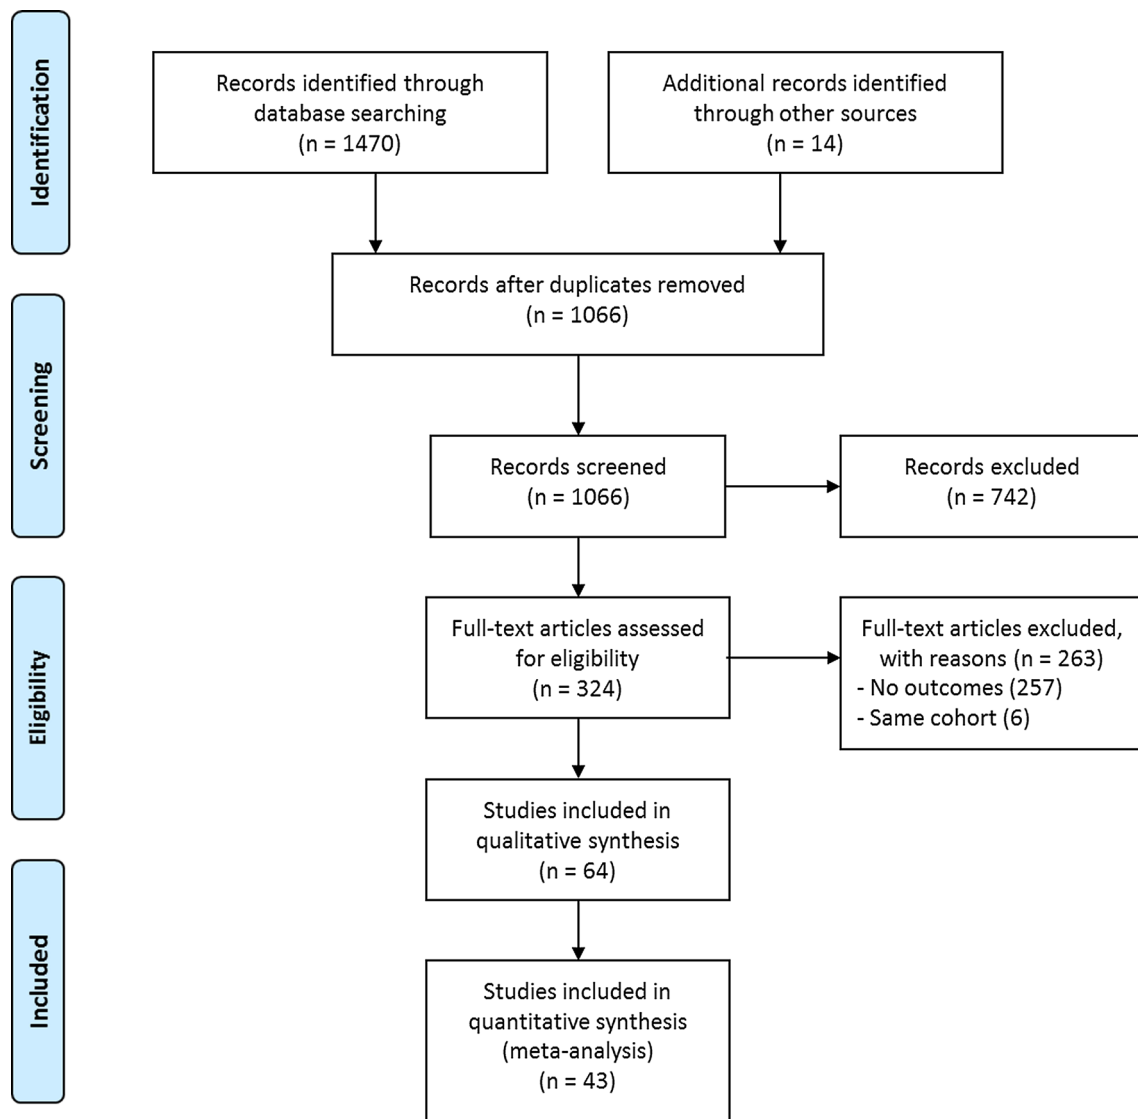 Identification
Records identified through
database searching
(n = 1470)
Additional records identified
through other sources
(n = 14)
Records after duplicates removed
(n = 1066)
Screening
Records screened
(n = 1066)
Records excluded
(n = 742)
Eligibility
Full-text articles assessed
for eligibility
(n = 324)
Full-text articles excluded,
with reasons (n = 263)
- No outcomes (257)
- Same cohort (6)
Studies included in
qualitative synthesis
(n = 64)
Included
Studies included in
quantitative synthesis
(meta-analysis)
(n = 43)